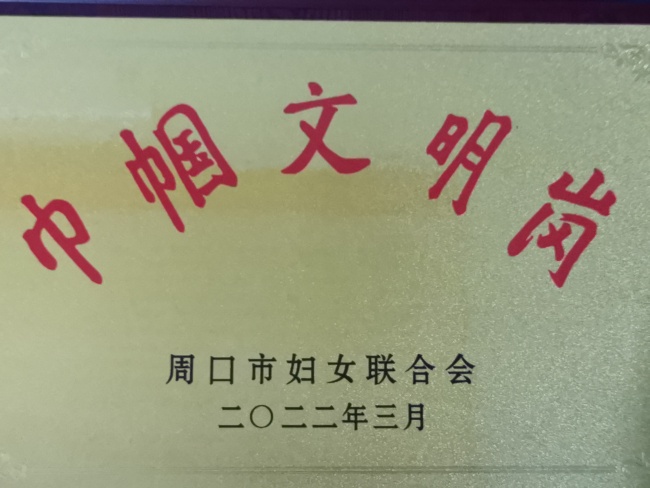 巾帼文明岗
周口市妇女联合会
二〇二二年三月